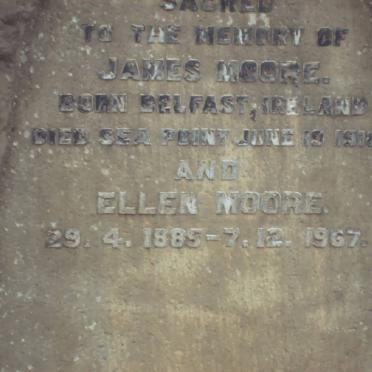 SACRED
TO THE MEMORY OF
JAMES MOORE.
BORN BELFAST, IRELAND
DIED SEA POINT JUNE 19
AND
ELLEN MOORE.
29. 4. 1885-7. 12. 1967.